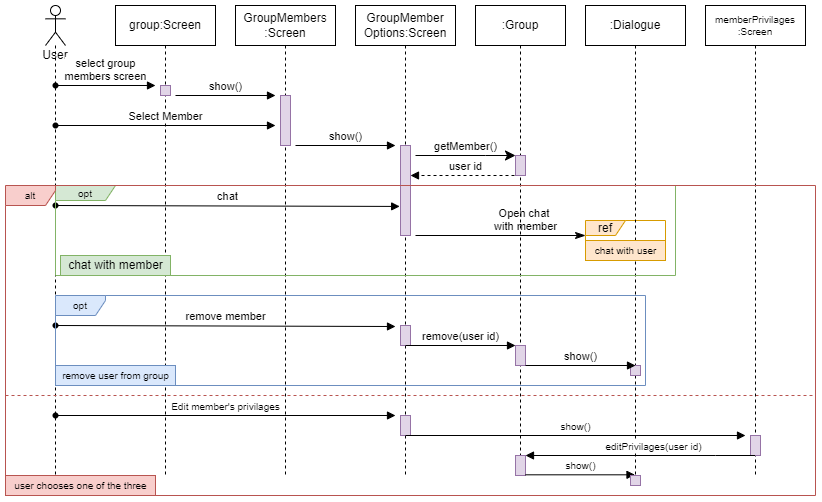 group:Screen
GroupMembers
:Screen
GroupMember
Options:Screen
:Group
:Dialogue
memberPrivilages
:Screen
User
select group
members screen
show()
Select Member
show()
getMember()
user id
alt
opt
chat
Open chat
with member
ref
chat with user
chat with member
opt
remove member
remove(user id)
show()
remove user from group
Edit member's privilages
show()
editPrivilages(user id)
show()
user chooses one of the three